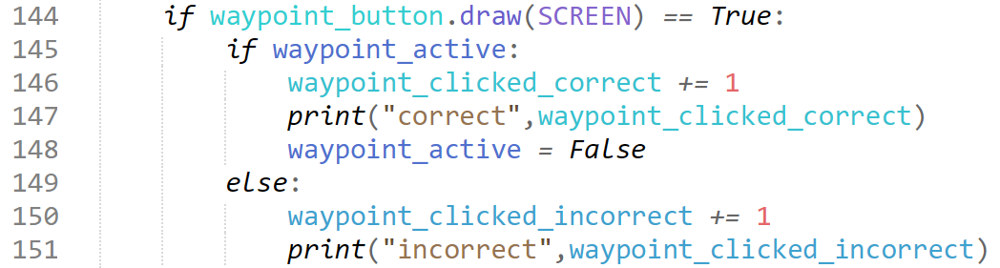 144 if waypoint_button.draw(SCREEN) == True:
145 if waypoint_active:
146 waypoint_clicked_correct += 1
147 print("correct",waypoint_clicked_correct)
148 waypoint_active = False
149 else:
150 waypoint_clicked_incorrect += 1
151 print("incorrect",waypoint_clicked_incorrect)